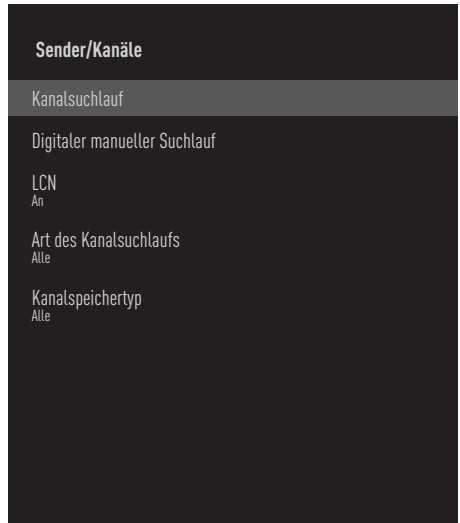 Sender/Kanäle
Kanalsuchlauf
Digitaler manueller Suchlauf
LCN
An
Art des Kanalsuchlaufs
Alle
Kanalspeichertyp
Alle